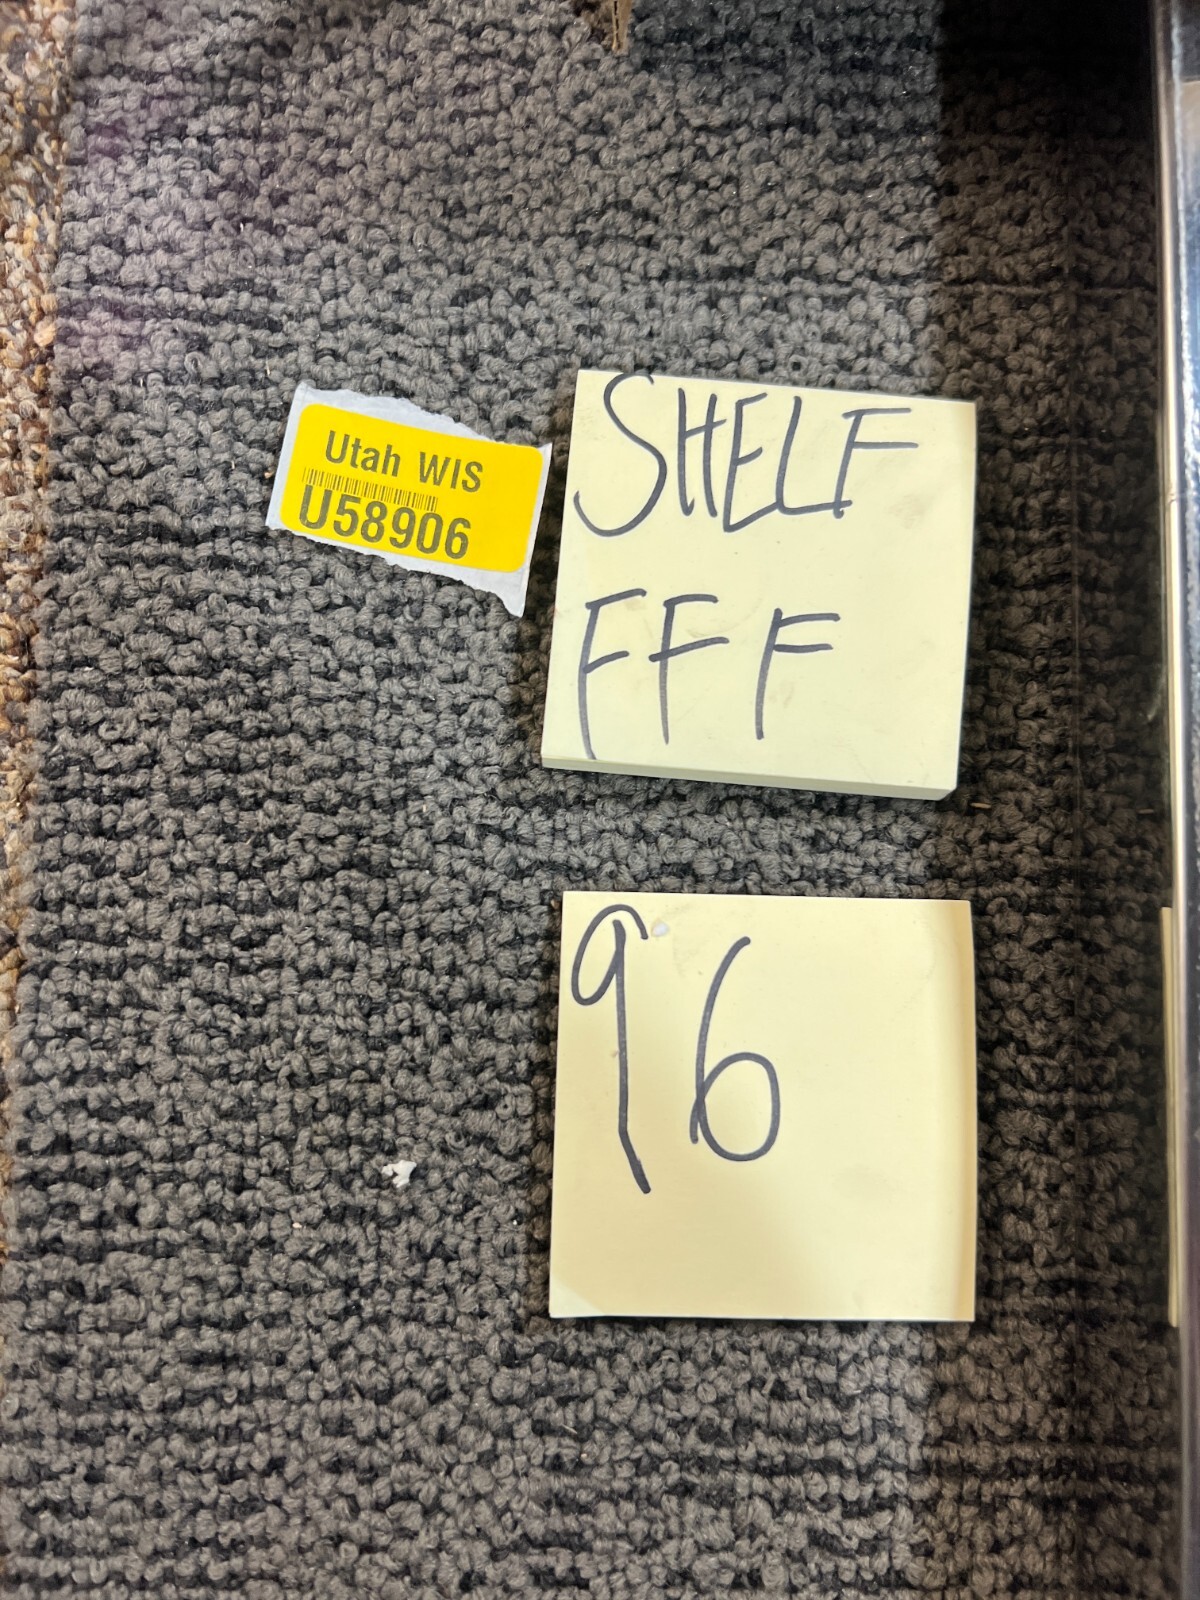 Utah WIS
U58906
SHELF
FFF
96